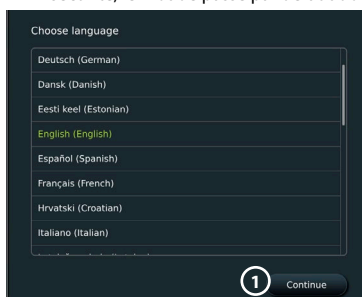 Choose language
Deutsch (German)
Dansk (Danish)
Eesti keel (Estonian)
English (English)
Español (Spanish)
Français (French)
Hrvatski (Croatian)
Italiano (Italian)
1 Continue